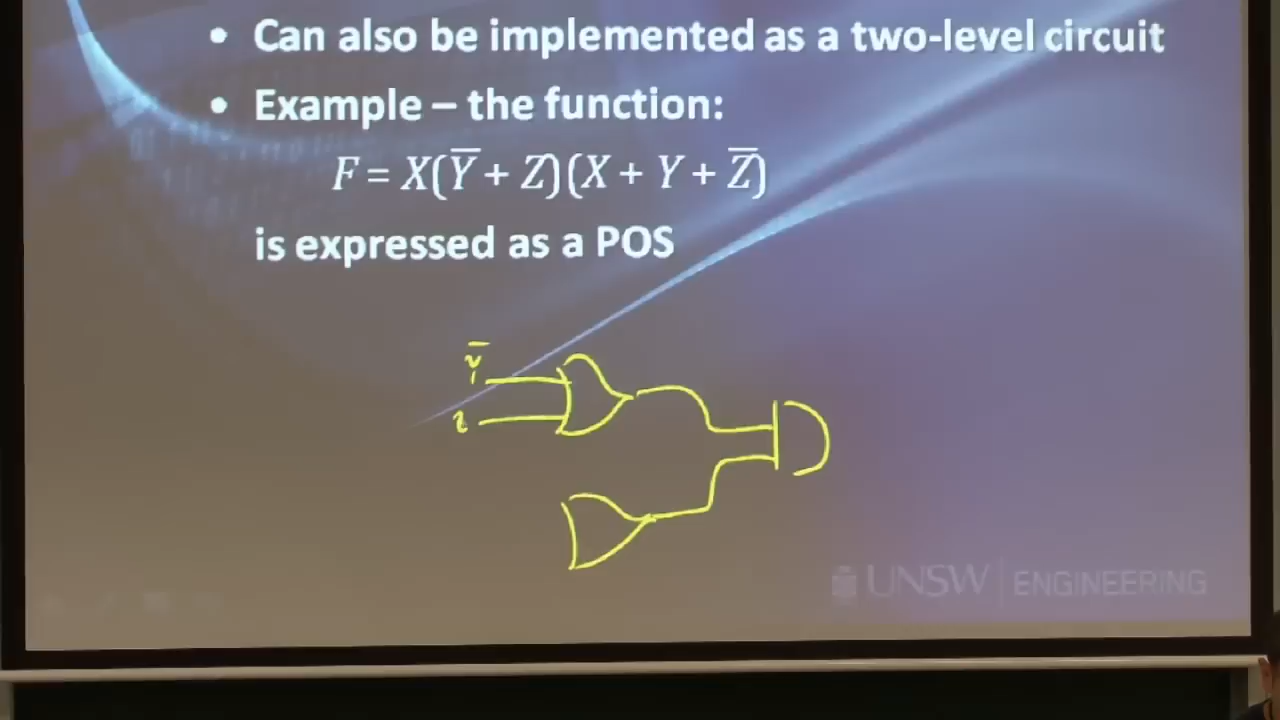 • Can also be implemented as a two-level circuit
• Example – the function:
F = X(Y̅ + Z)(X + Y + Z̅)
is expressed as a POS
Y̅
z
UNSW | ENGINEERING